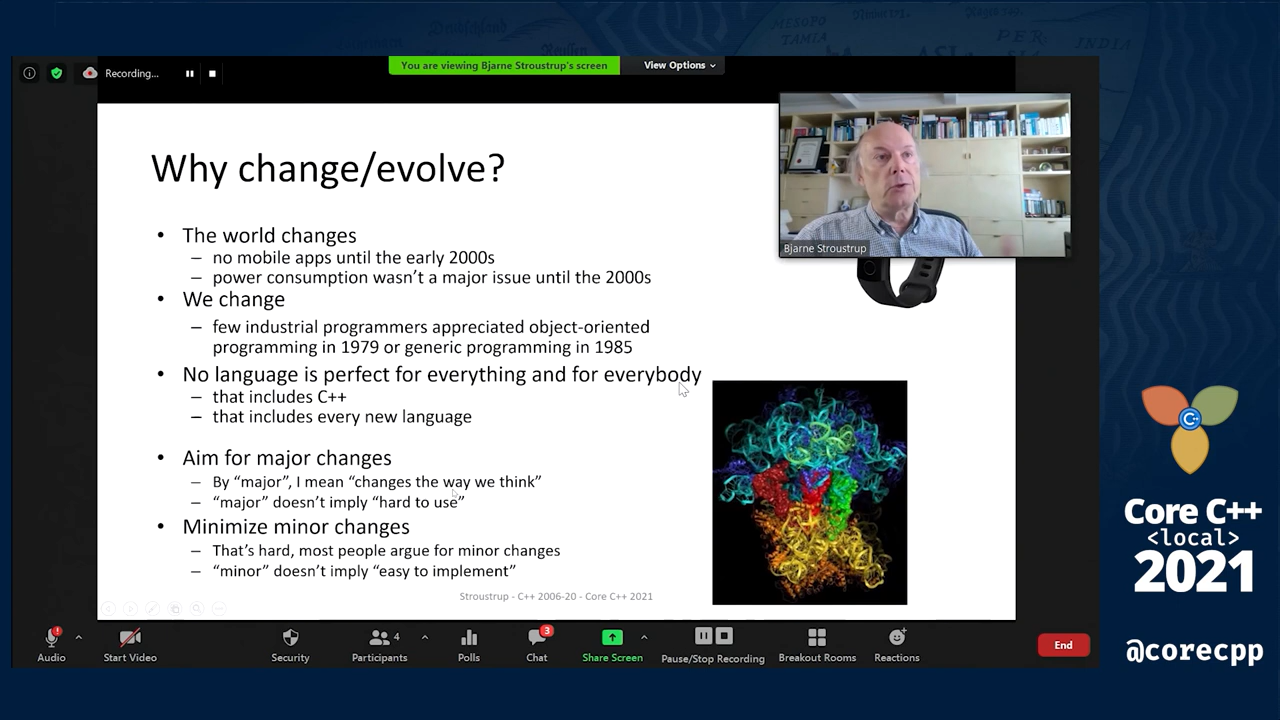 MESOPO
TAMIA
PER
INDIA
Recording...
You are viewing Bjarne Stroustrup's screen
View Options
Why change/evolve?
Bjarne Stroustrup
• The world changes
– no mobile apps until the early 2000s
– power consumption wasn't a major issue until the 2000s
• We change
– few industrial programmers appreciated object-oriented
programming in 1979 or generic programming in 1985
• No language is perfect for everything and for everybody
– that includes C++
– that includes every new language
• Aim for major changes
– By “major”, I mean “changes the way we think”
– “major” doesn't imply “hard to use”
• Minimize minor changes
– That's hard, most people argue for minor changes
– “minor” doesn't imply “easy to implement”
Stroustrup - C++ 2006-20 - Core C++ 2021
C++
Core C++
<local>
2021
@corecpp
Audio
Start Video
Security
4
Participants
Polls
3
Chat
Share Screen
Pause/Stop Recording
Breakout Rooms
Reactions
End